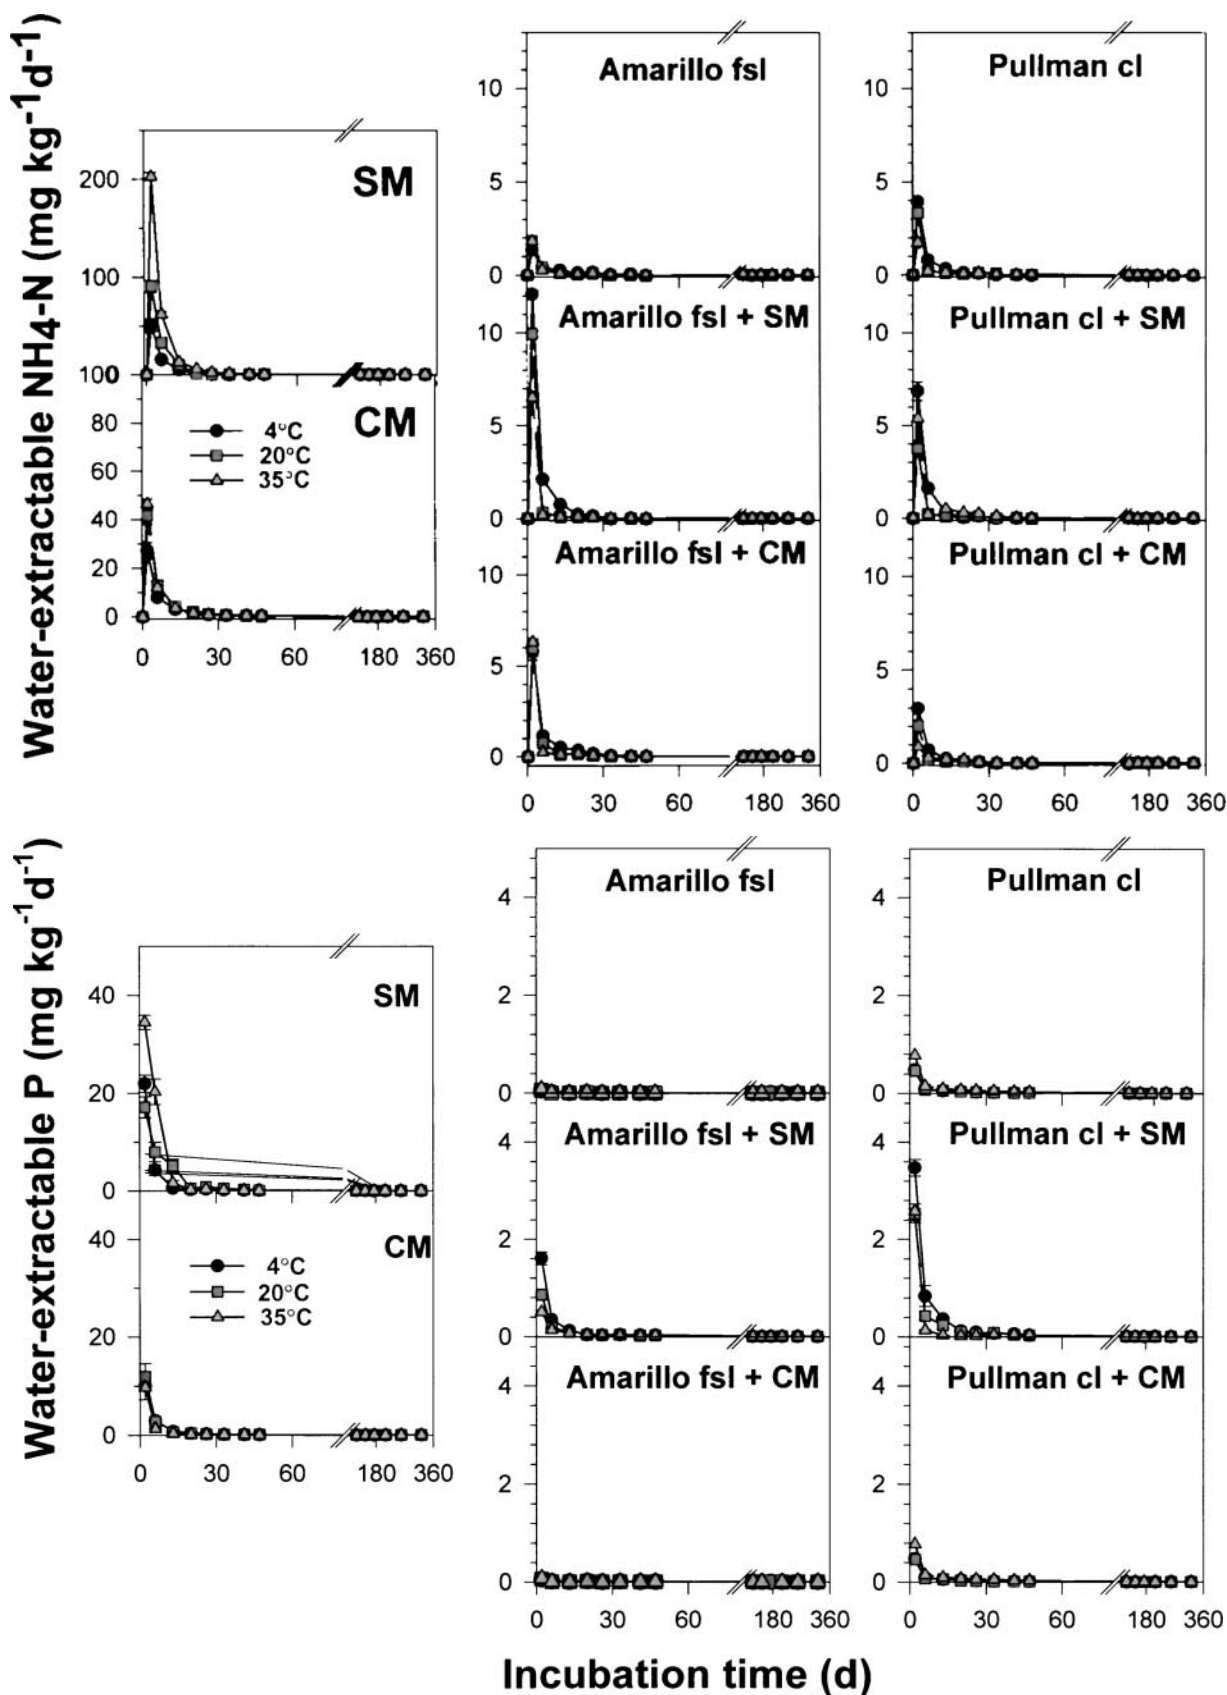 Water-extractable NH4-N (mg kg-1d-1)
SM
200
100
0
100
CM
80
60
40
20
0
4°C
20°C
35°C
0 60 180 360
Amarillo fsl
10
5
0
Amarillo fsl + SM
10
5
0
Amarillo fsl + CM
10
5
0
0 30 60 180 360
Pullman cl
10
5
0
Pullman cl + SM
10
5
0
Pullman cl + CM
10
5
0
0 30 60 180 360
Water-extractable P (mg kg-1d-1)
SM
40
20
0
CM
40
20
0
4°C
20°C
35°C
0 30 60 180 360
Amarillo fsl
4
2
0
Amarillo fsl + SM
4
2
0
Amarillo fsl + CM
4
2
0
0 30 60 180 360
Pullman cl
4
2
0
Pullman cl + SM
4
2
0
Pullman cl + CM
4
2
0
0 30 60 180 360
Incubation time (d)